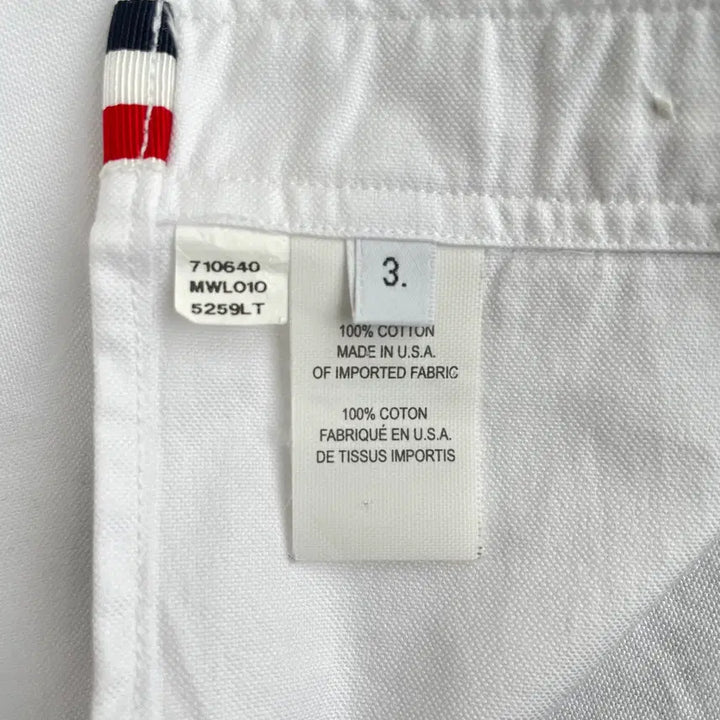 710640
MWL010
5259LT
3.
100% COTTON
MADE IN U.S.A.
OF IMPORTED FABRIC
100% COTON
FABRIQUÉ EN U.S.A.
DE TISSUS IMPORTIS